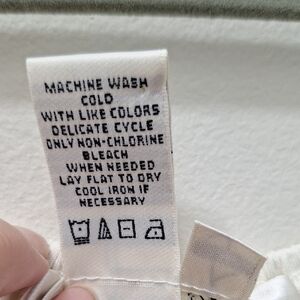 MACHINE WASH
COLD
WITH LIKE COLORS
DELICATE CYCLE
ONLY NON-CHLORINE
BLEACH
WHEN NEEDED
LAY FLAT TO DRY
COOL IRON IF
NECESSARY